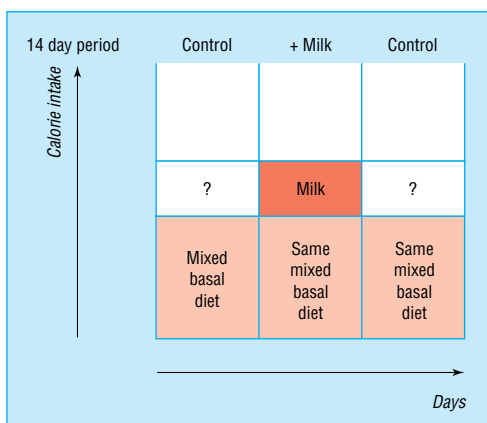 14 day period
Control
+ Milk
Control
Calorie intake
?
Milk
?
Mixed
basal
diet
Same
mixed
basal
diet
Same
mixed
basal
diet
Days